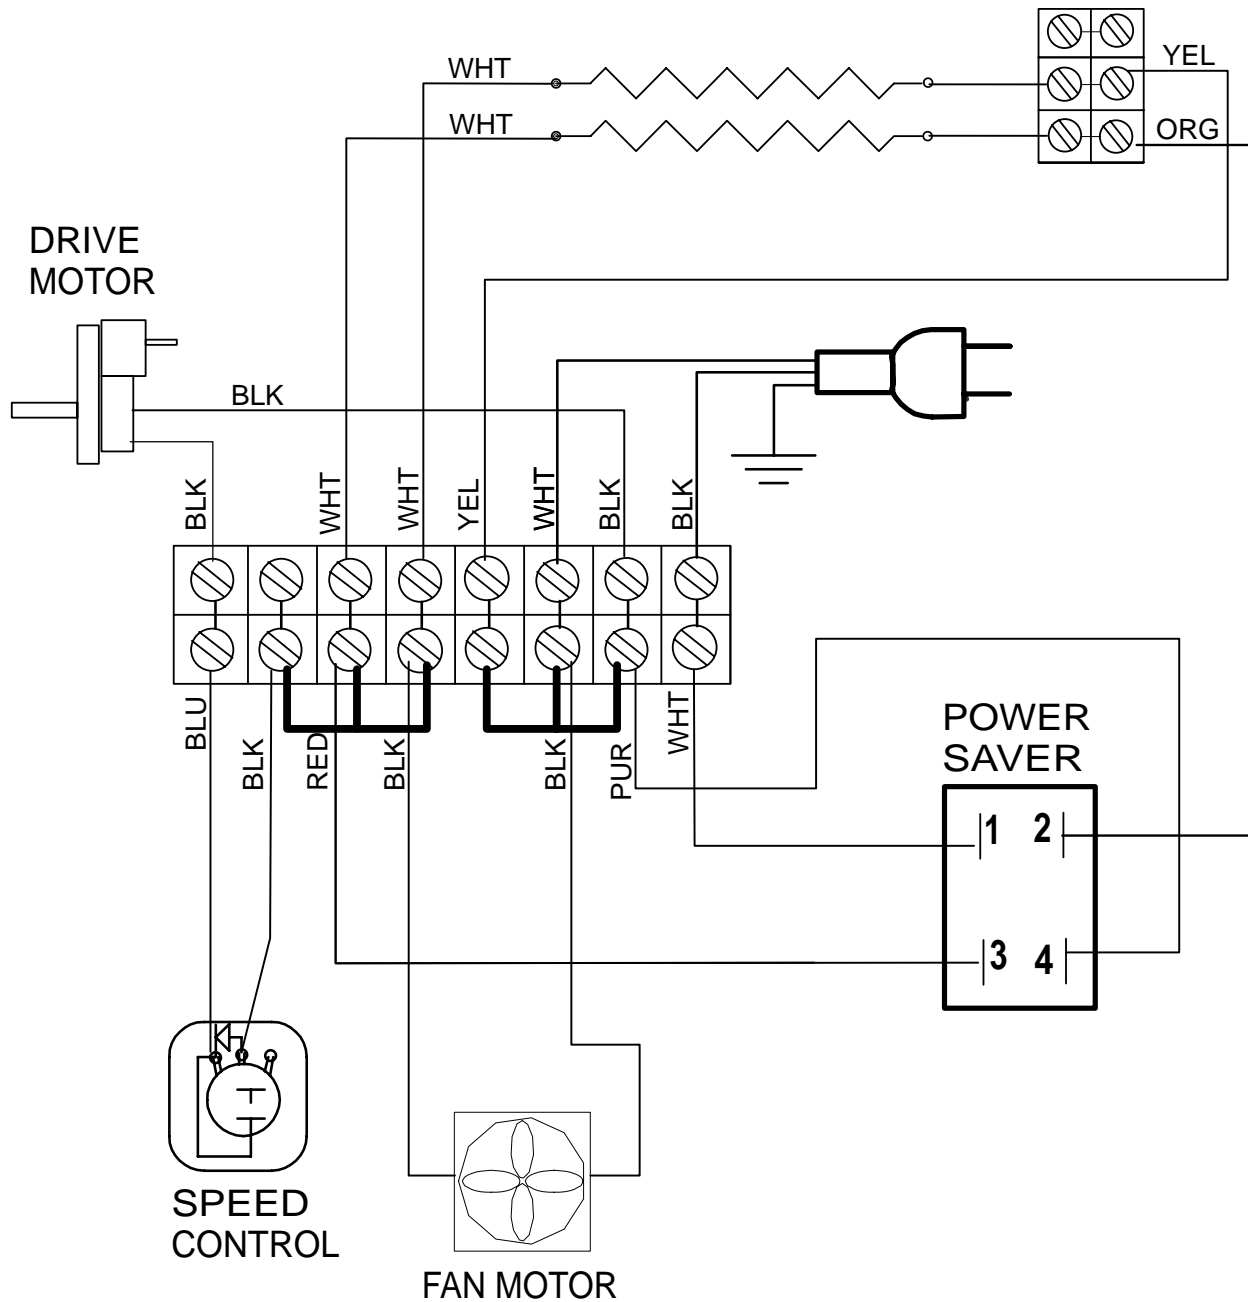 WHT
YEL
WHT
ORG
DRIVE
MOTOR
BLK
BLK
WHT
WHT
YEL
WHT
BLK
BLK
BLU
BLK
RED
BLK
BLK
PUR
WHT
POWER
SAVER
1 2
3 4
SPEED
CONTROL
FAN MOTOR